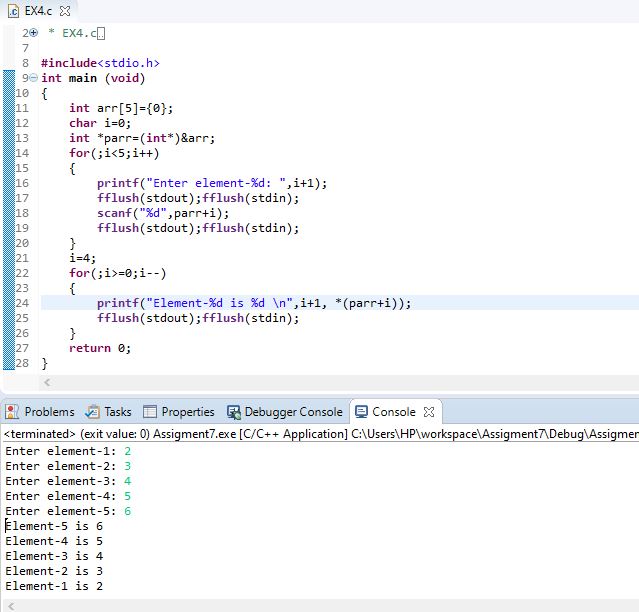 EX4.c
2 * EX4.c
7
8 #include<stdio.h>
9 int main (void)
10 {
11     int arr[5]={0};
12     char i=0;
13     int *parr=(int*)&arr;
14     for(;i<5;i++)
15     {
16         printf("Enter element-%d: ",i+1);
17         fflush(stdout);fflush(stdin);
18         scanf("%d",parr+i);
19         fflush(stdout);fflush(stdin);
20     }
21     i=4;
22     for(;i>=0;i--)
23     {
24         printf("Element-%d is %d \n",i+1, *(parr+i));
25         fflush(stdout);fflush(stdin);
26     }
27     return 0;
28 }
Problems Tasks Properties Debugger Console Console
<terminated> (exit value: 0) Assigment7.exe [C/C++ Application] C:\Users\HP\workspace\Assigment7\Debug\Assigmen
Enter element-1: 2
Enter element-2: 3
Enter element-3: 4
Enter element-4: 5
Enter element-5: 6
Element-5 is 6
Element-4 is 5
Element-3 is 4
Element-2 is 3
Element-1 is 2